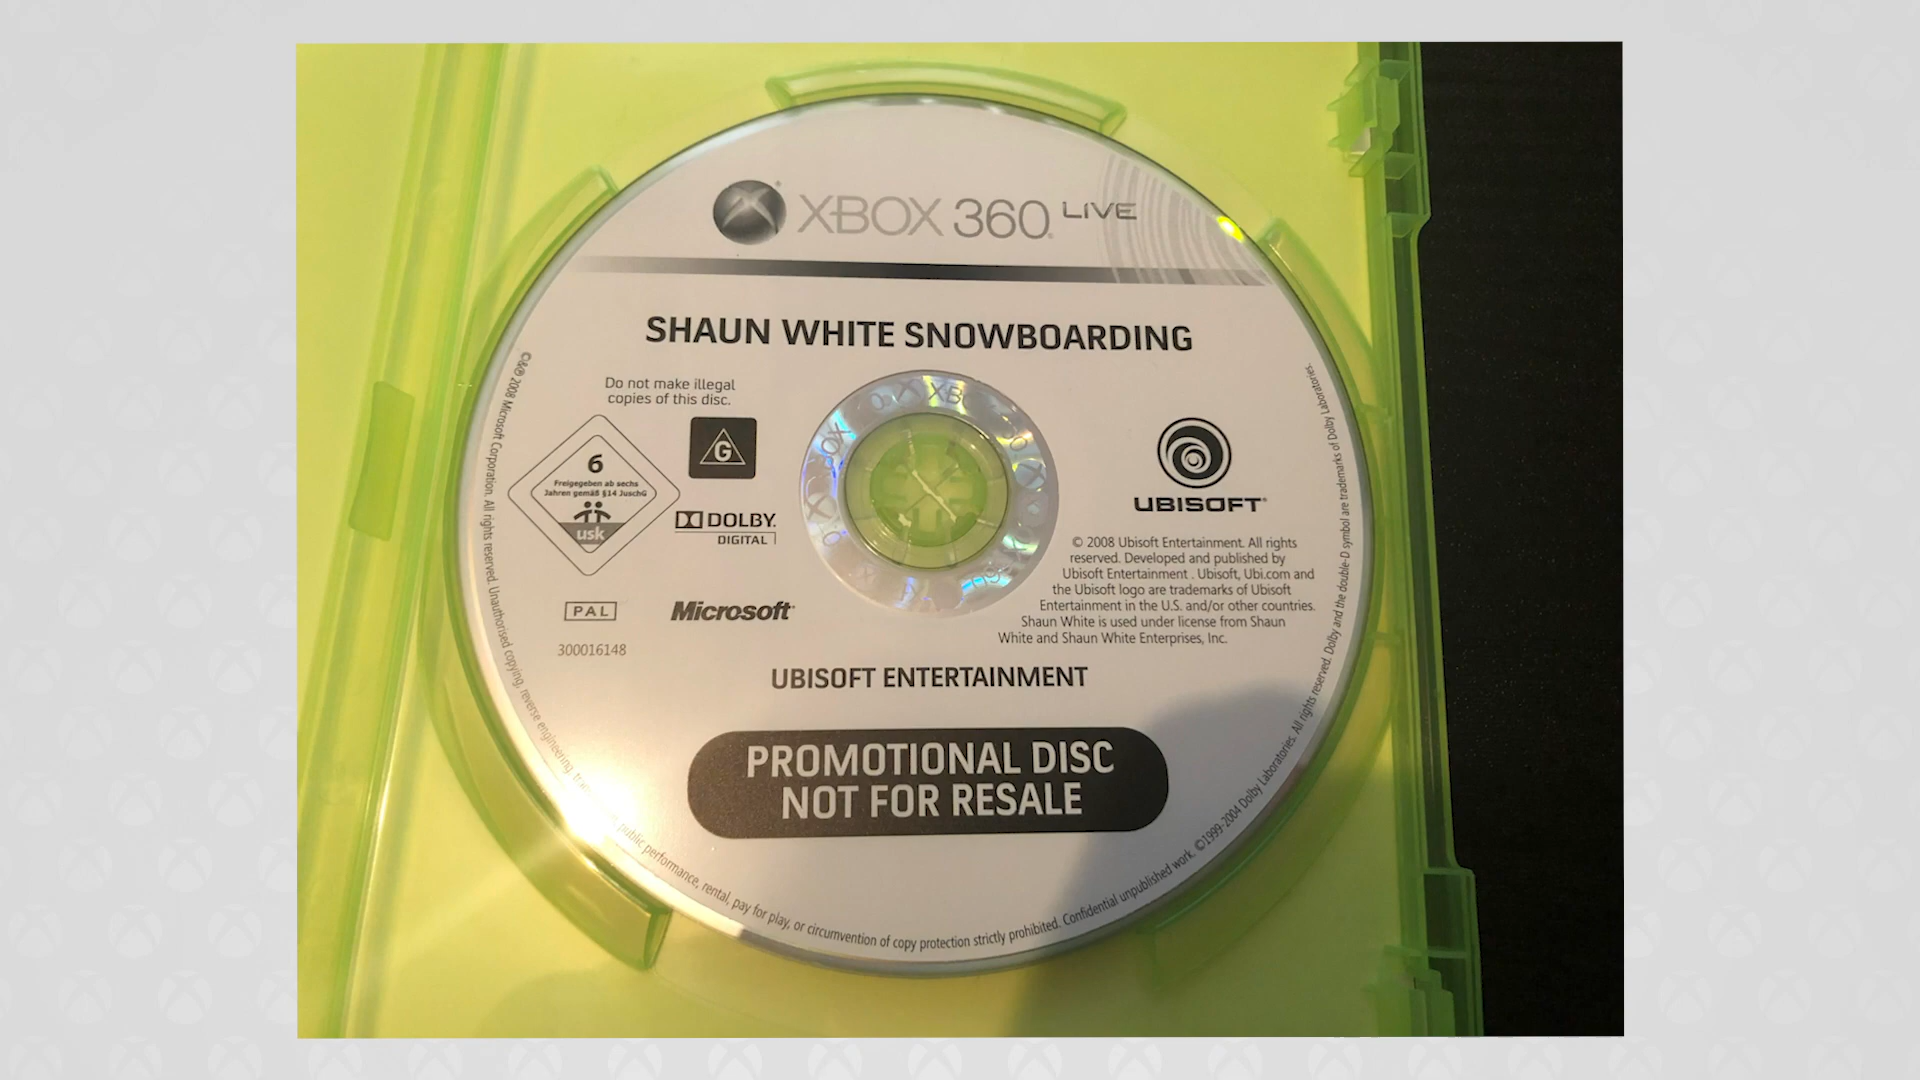 XBOX 360 LIVE
SHAUN WHITE SNOWBOARDING
Do not make illegal
copies of this disc.
6
Freigegeben ab sechs
Jahren gemäß §14 JuschG
usk
G
DOLBY
DIGITAL
PAL
300016148
Microsoft
UBISOFT
© 2008 Ubisoft Entertainment. All rights
reserved. Developed and published by
Ubisoft Entertainment . Ubisoft, Ubi.com and
the Ubisoft logo are trademarks of Ubisoft
Entertainment in the U.S. and/or other countries.
Shaun White is used under license from Shaun
White and Shaun White Enterprises, Inc.
UBISOFT ENTERTAINMENT
PROMOTIONAL DISC
NOT FOR RESALE
©&℗ 2008 Microsoft Corporation. All rights reserved. Unauthorised copying, reverse engineering, public performance, rental, pay for play, or circumvention of copy protection strictly prohibited. Confidential unpublished work. ©1999-2004 Dolby Laboratories. All rights reserved. Dolby and the double-D symbol are trademarks of Dolby Laboratories.